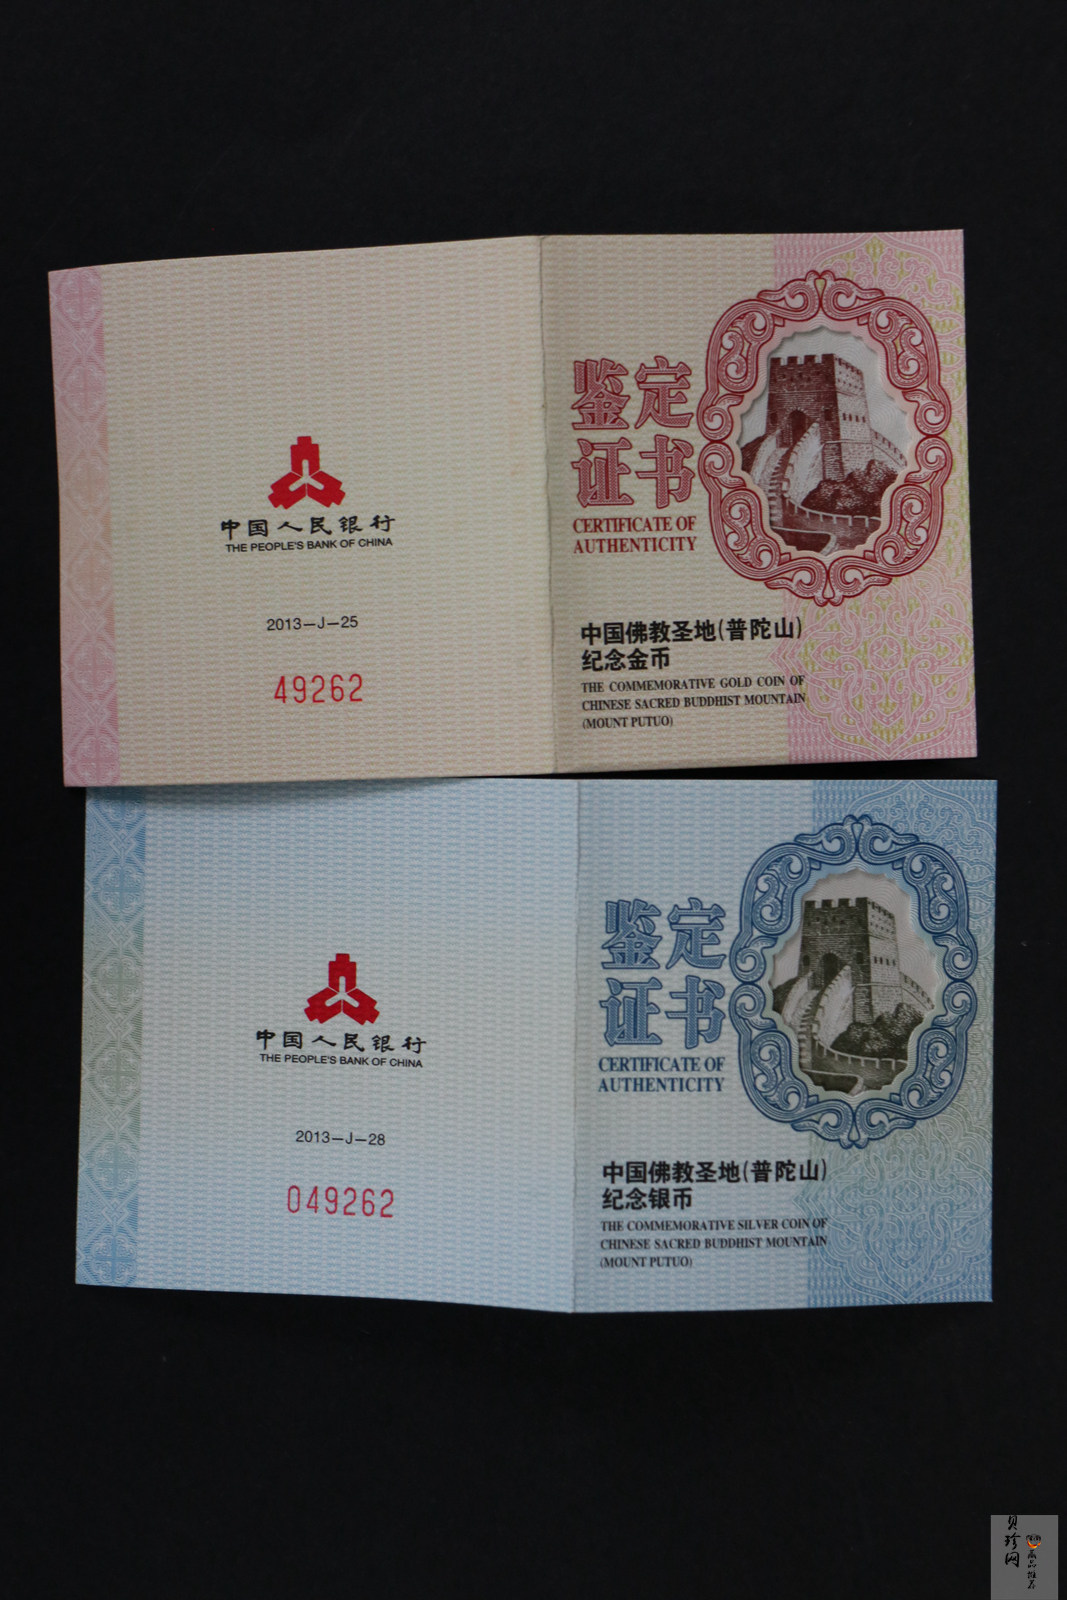 中国人民银行
THE PEOPLE'S BANK OF CHINA
2013-J-25
49262
鉴定
证书
CERTIFICATE OF
AUTHENTICITY
中国佛教圣地(普陀山)
纪念金币
THE COMMEMORATIVE GOLD COIN OF
CHINESE SACRED BUDDHIST MOUNTAIN
(MOUNT PUTUO)
中国人民银行
THE PEOPLE'S BANK OF CHINA
2013-J-28
049262
鉴定
证书
CERTIFICATE OF
AUTHENTICITY
中国佛教圣地(普陀山)
纪念银币
THE COMMEMORATIVE SILVER COIN OF
CHINESE SACRED BUDDHIST MOUNTAIN
(MOUNT PUTUO)
贝珍网